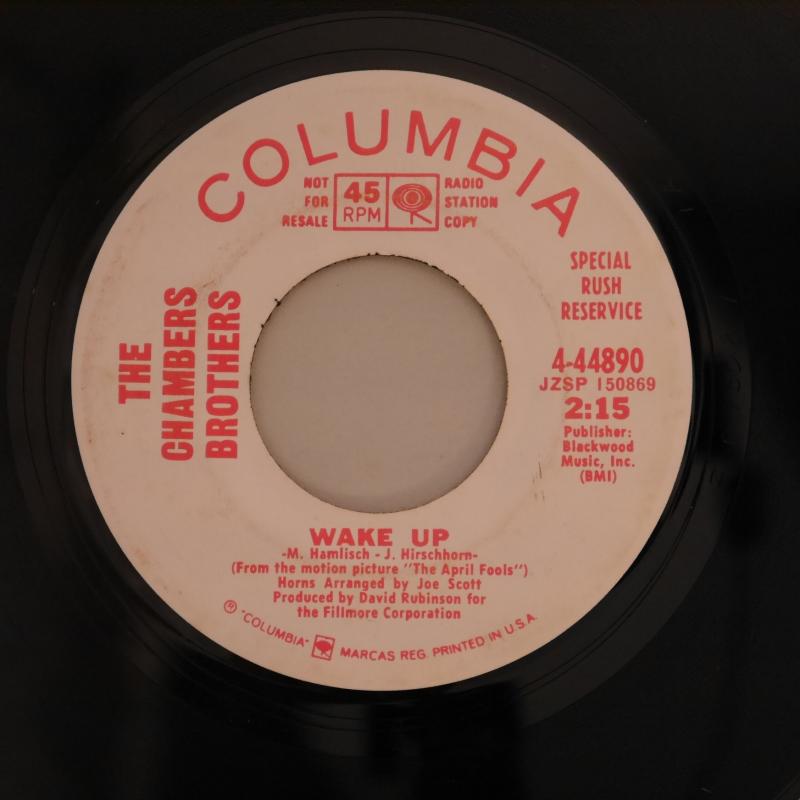 COLUMBIA
NOT
FOR
RESALE
45
RPM
RADIO
STATION
COPY
SPECIAL
RUSH
RESERVICE
THE
CHAMBERS
BROTHERS
4-44890
JZSP 150869
2:15
Publisher:
Blackwood
Music, Inc.
(BMI)
WAKE UP
-M. Hamlisch - J. Hirschhorn-
(From the motion picture "The April Fools")
Horns Arranged by Joe Scott
Produced by David Rubinson for
the Fillmore Corporation
® "COLUMBIA" MARCAS REG. PRINTED IN U.S.A.